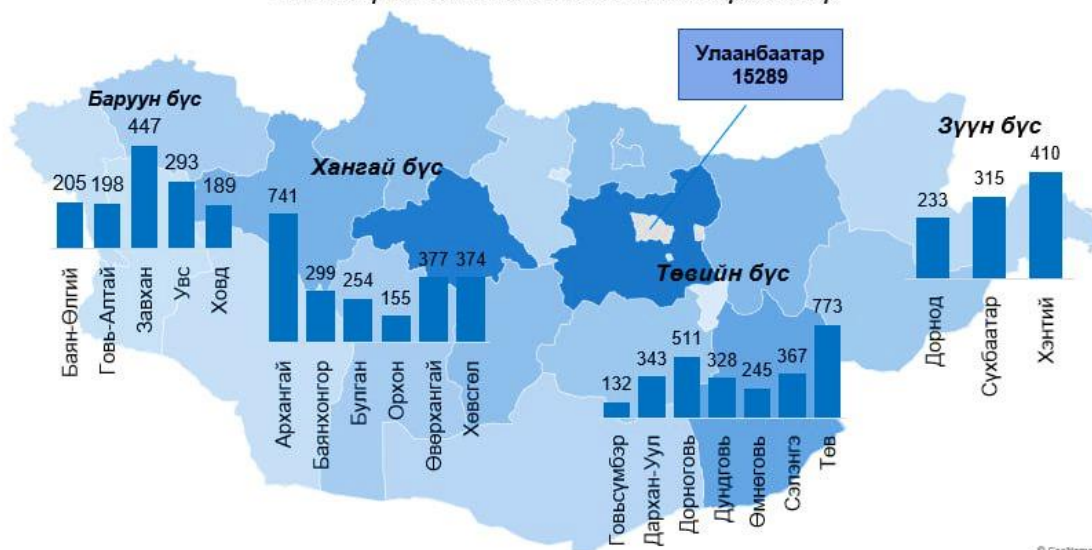 Улаанбаатар
15289
Баруун бүс
447
293
205
198
189
Баян-Өлгий
Говь-Алтай
Завхан
Увс
Ховд
Хангай бүс
741
299
254
155
377
374
Архангай
Баянхонгор
Булган
Орхон
Өвөрхангай
Хөвсгөл
Төвийн бүс
132
343
511
328
245
367
773
Говьсүмбэр
Дархан-Уул
Дорноговь
Дундговь
Өмнөговь
Сэлэнгэ
Төв
Зүүн бүс
233
315
410
Дорнод
Сүхбаатар
Хэнтий